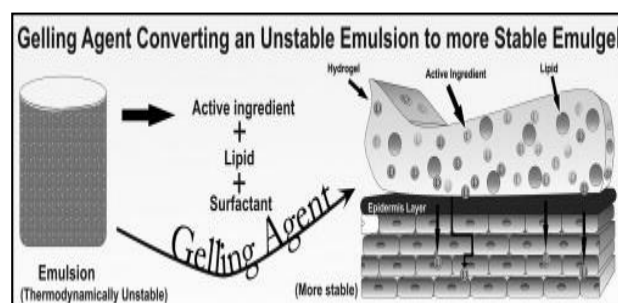 Gelling Agent Converting an Unstable Emulsion to more Stable Emulgel
Hydrogel
Active Ingredient
Lipid
Active ingredient
+
Lipid
+
Surfactant
Gelling Agent
Epidermis Layer
Emulsion
(Thermodynamically Unstable)
(More stable)